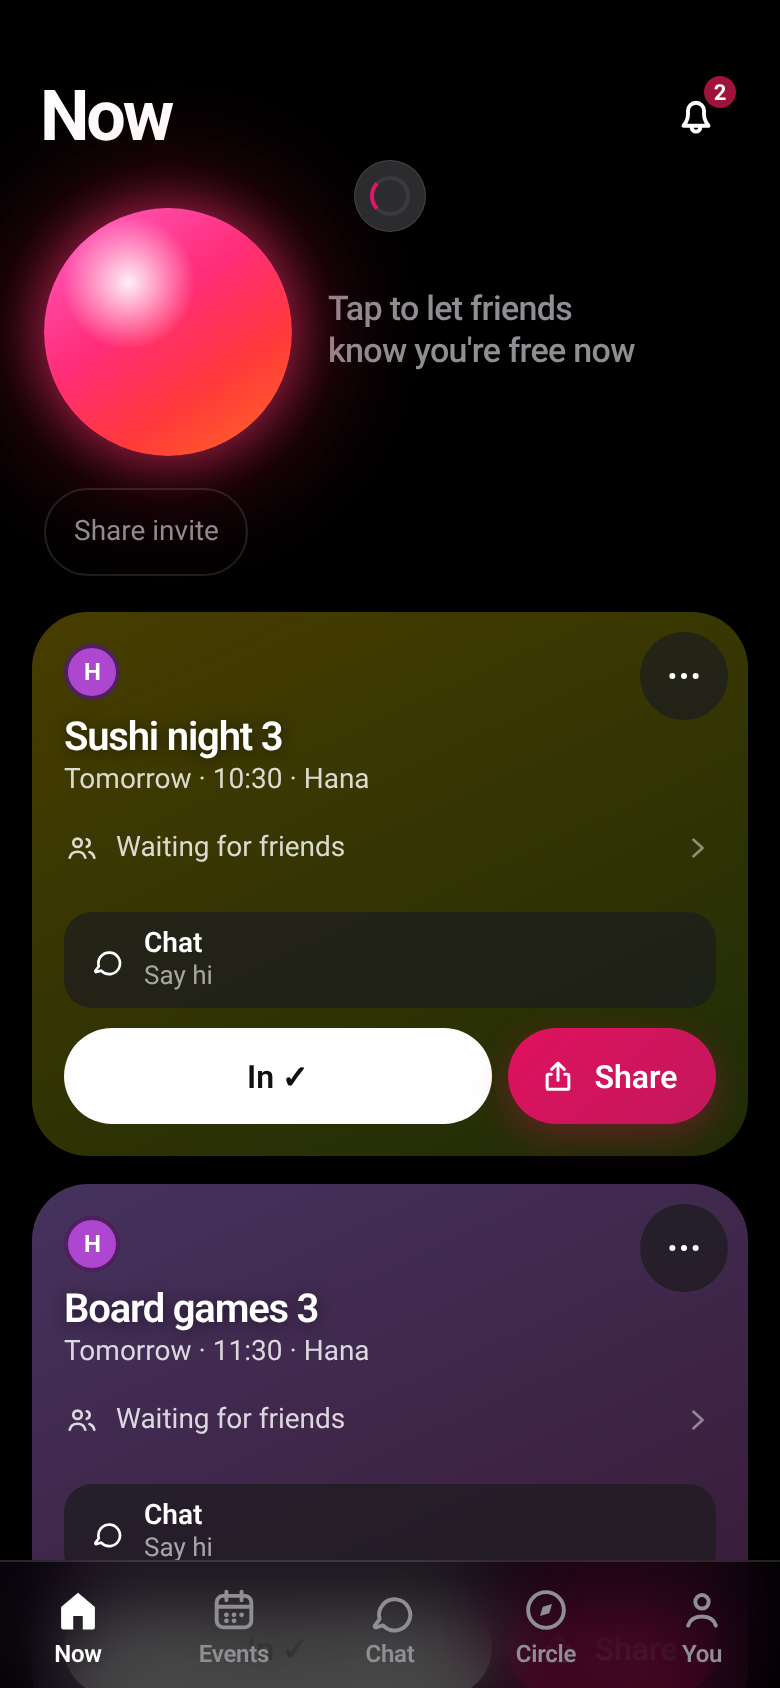 Now
2
Tap to let friends
know you're free now
Share invite
H
Sushi night 3
Tomorrow · 10:30 · Hana
Waiting for friends
Chat
Say hi
In ✓
Share
H
Board games 3
Tomorrow · 11:30 · Hana
Waiting for friends
Chat
Say hi
In ✓
Share
Now
Events
Chat
Circle
You